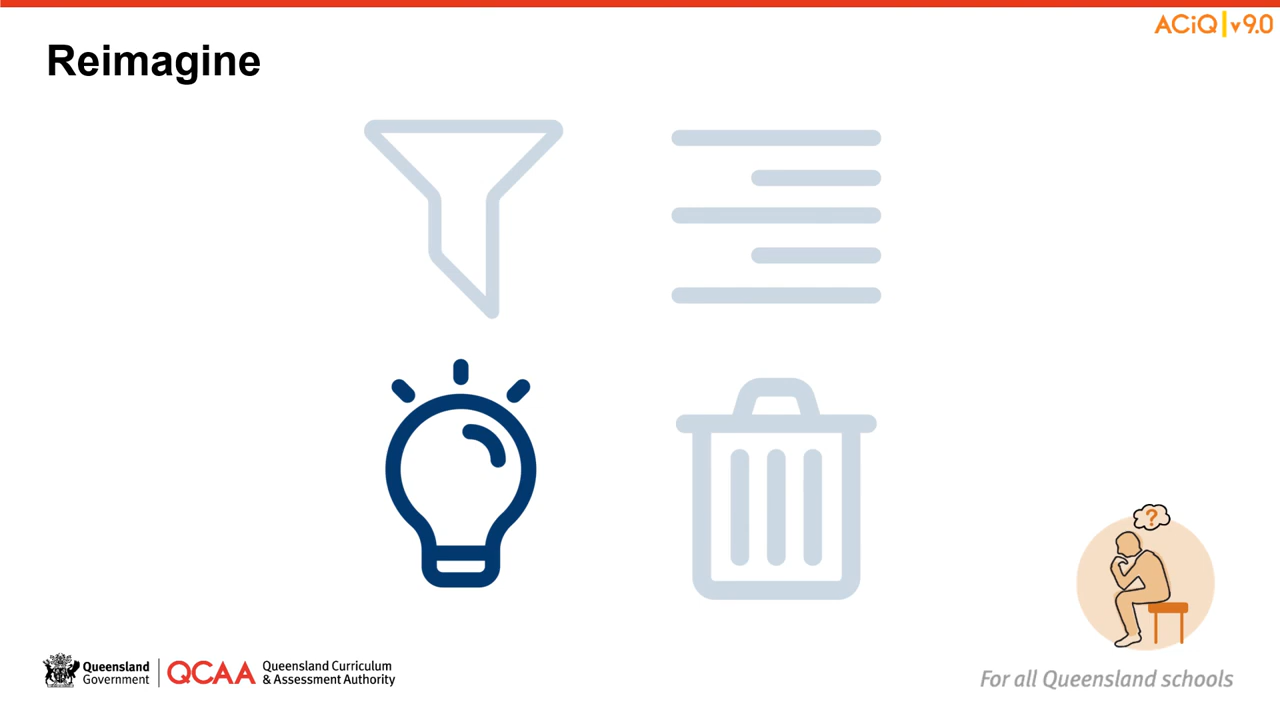 ACiQ v9.0
Reimagine
?
Queensland
Government
QCAA
Queensland Curriculum
& Assessment Authority
For all Queensland schools